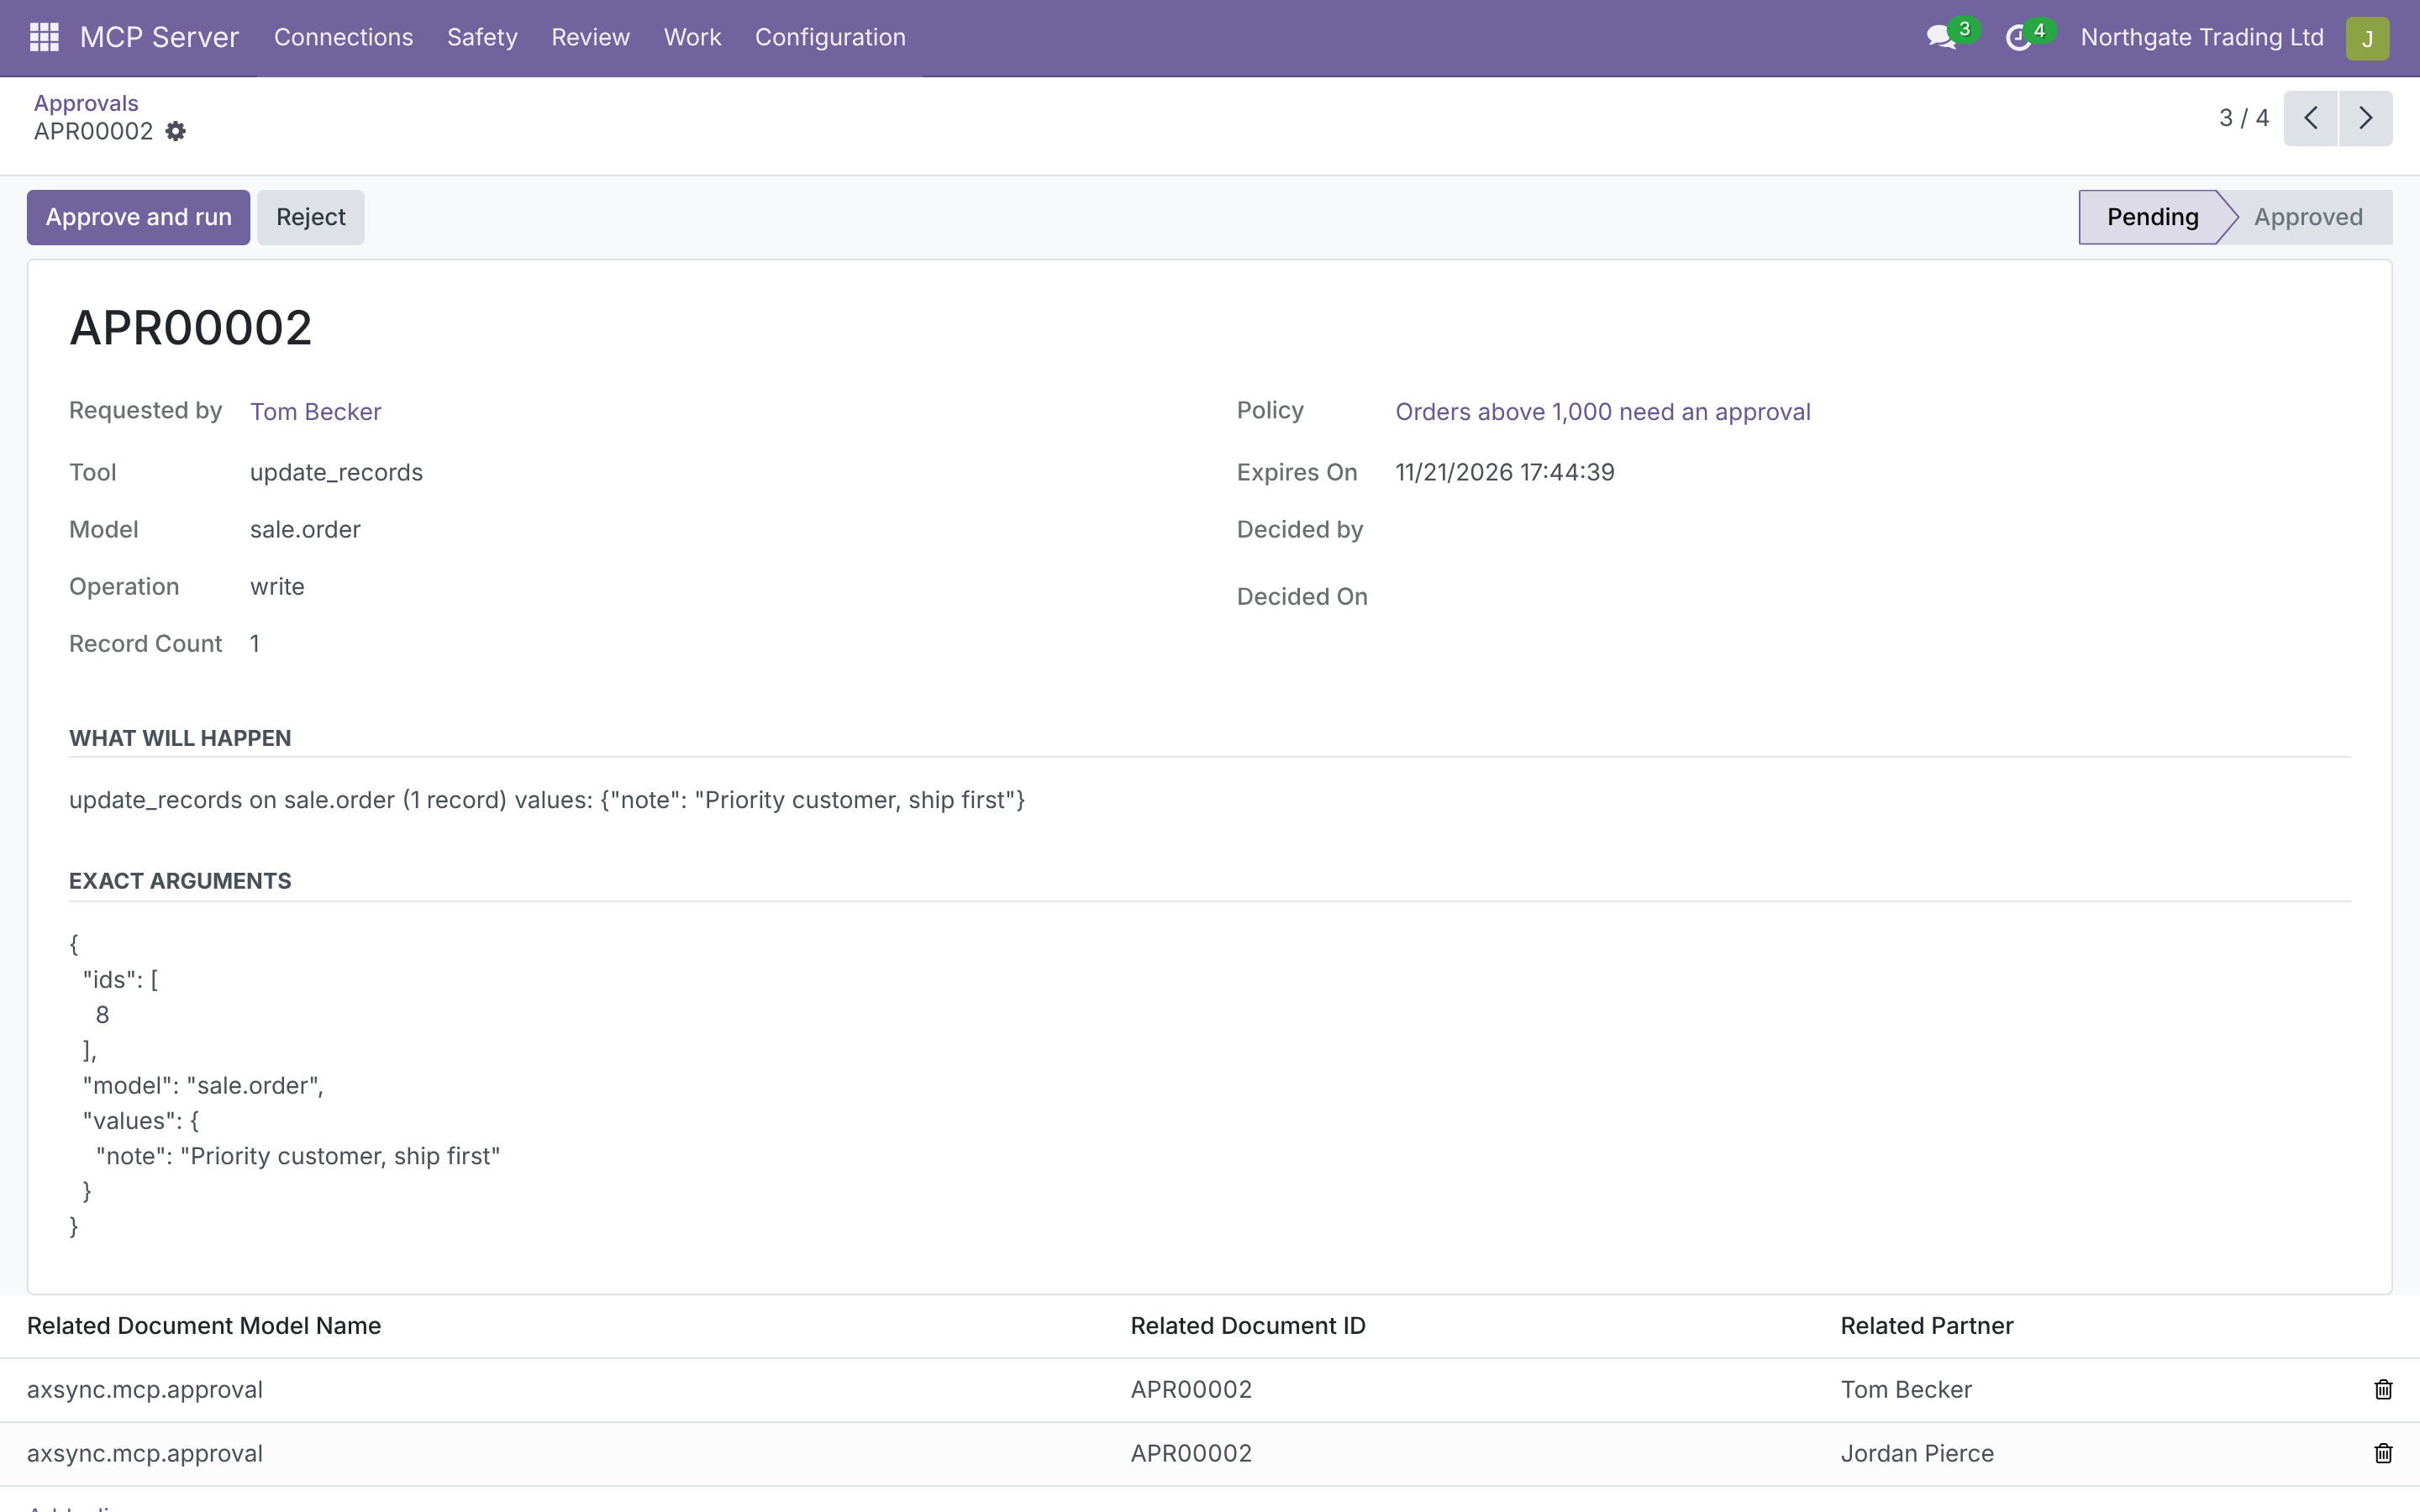 MCP Server Connections Safety Review Work Configuration 3 4 Northgate Trading Ltd J
Approvals
APR00002
3 / 4
Approve and run Reject Pending Approved
APR00002
Requested by Tom Becker Policy Orders above 1,000 need an approval
Tool update_records Expires On 11/21/2026 17:44:39
Model sale.order Decided by
Operation write Decided On
Record Count 1
WHAT WILL HAPPEN
update_records on sale.order (1 record) values: {"note": "Priority customer, ship first"}
EXACT ARGUMENTS
{
"ids": [
8
],
"model": "sale.order",
"values": {
"note": "Priority customer, ship first"
}
}
Related Document Model Name Related Document ID Related Partner
axsync.mcp.approval APR00002 Tom Becker
axsync.mcp.approval APR00002 Jordan Pierce